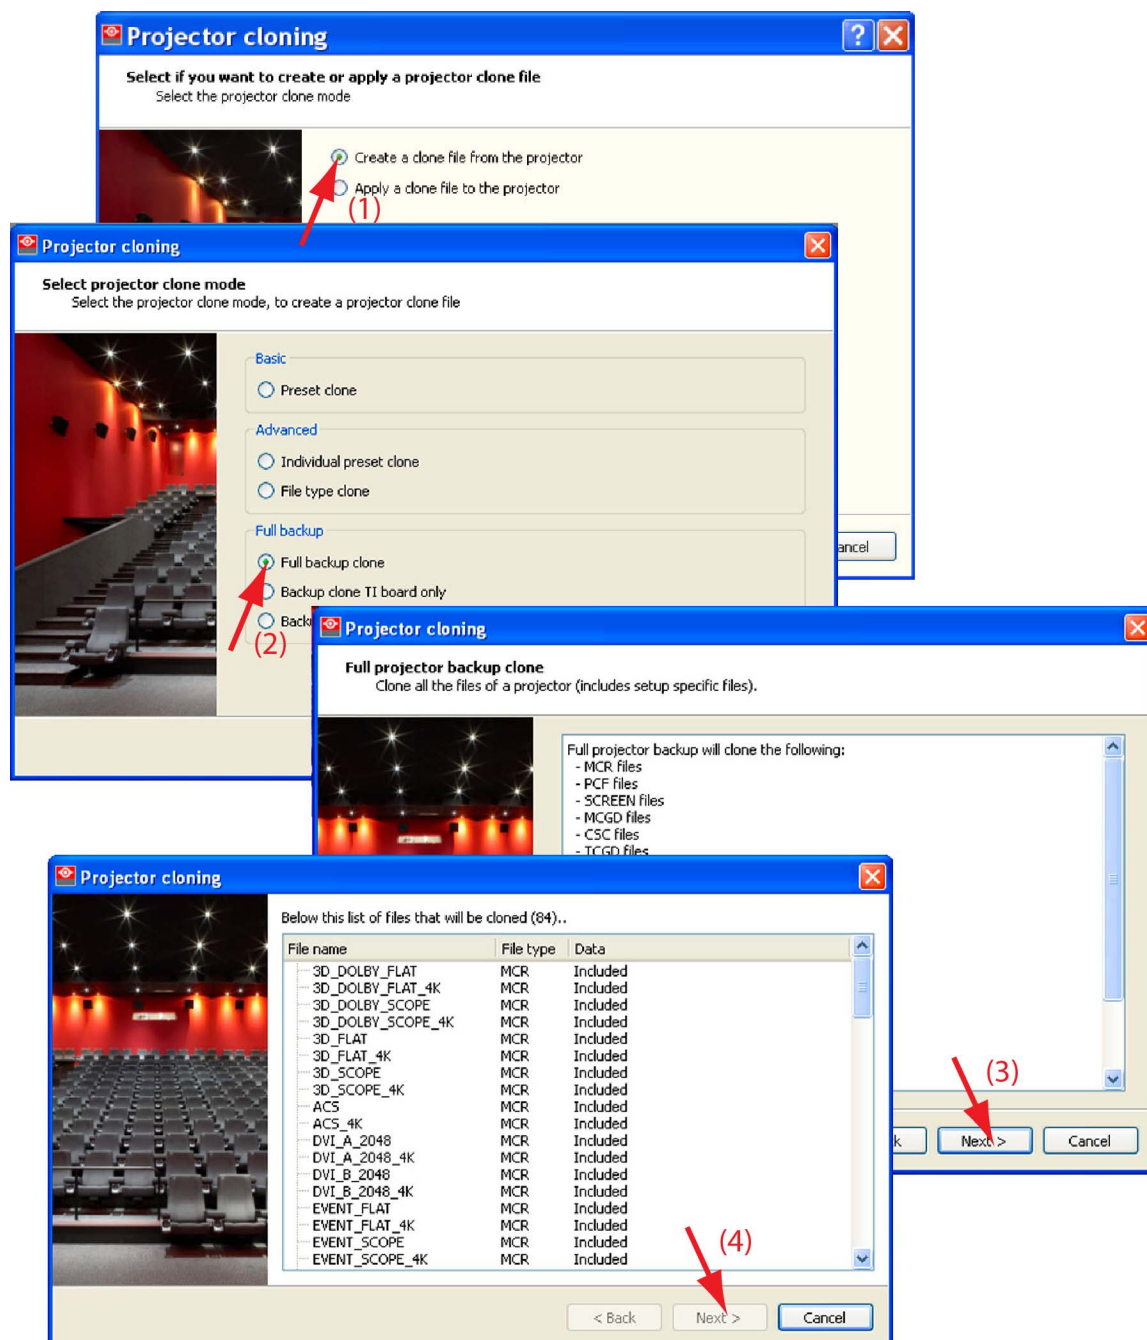 Projector cloning
Select if you want to create or apply a projector clone file
Select the projector clone mode
Create a clone file from the projector
Apply a clone file to the projector
(1)
ancel
Projector cloning
Select projector clone mode
Select the projector clone mode, to create a projector clone file
Basic
Preset clone
Advanced
Individual preset clone
File type clone
Full backup
Full backup clone
Backup clone TI board only
Back
(2)
Projector cloning
Full projector backup clone
Clone all the files of a projector (includes setup specific files).
Full projector backup will clone the following:
- MCR files
- PCF files
- SCREEN files
- MCGD files
- CSC files
- TCGD files
(3)
k Next > Cancel
Projector cloning
Below this list of files that will be cloned (84)..
File name File type Data
3D_DOLBY_FLAT MCR Included
3D_DOLBY_FLAT_4K MCR Included
3D_DOLBY_SCOPE MCR Included
3D_DOLBY_SCOPE_4K MCR Included
3D_FLAT MCR Included
3D_FLAT_4K MCR Included
3D_SCOPE MCR Included
3D_SCOPE_4K MCR Included
ACS MCR Included
ACS_4K MCR Included
DVI_A_2048 MCR Included
DVI_A_2048_4K MCR Included
DVI_B_2048 MCR Included
DVI_B_2048_4K MCR Included
EVENT_FLAT MCR Included
EVENT_FLAT_4K MCR Included
EVENT_SCOPE MCR Included
EVENT_SCOPE_4K MCR Included
(4)
< Back Next > Cancel